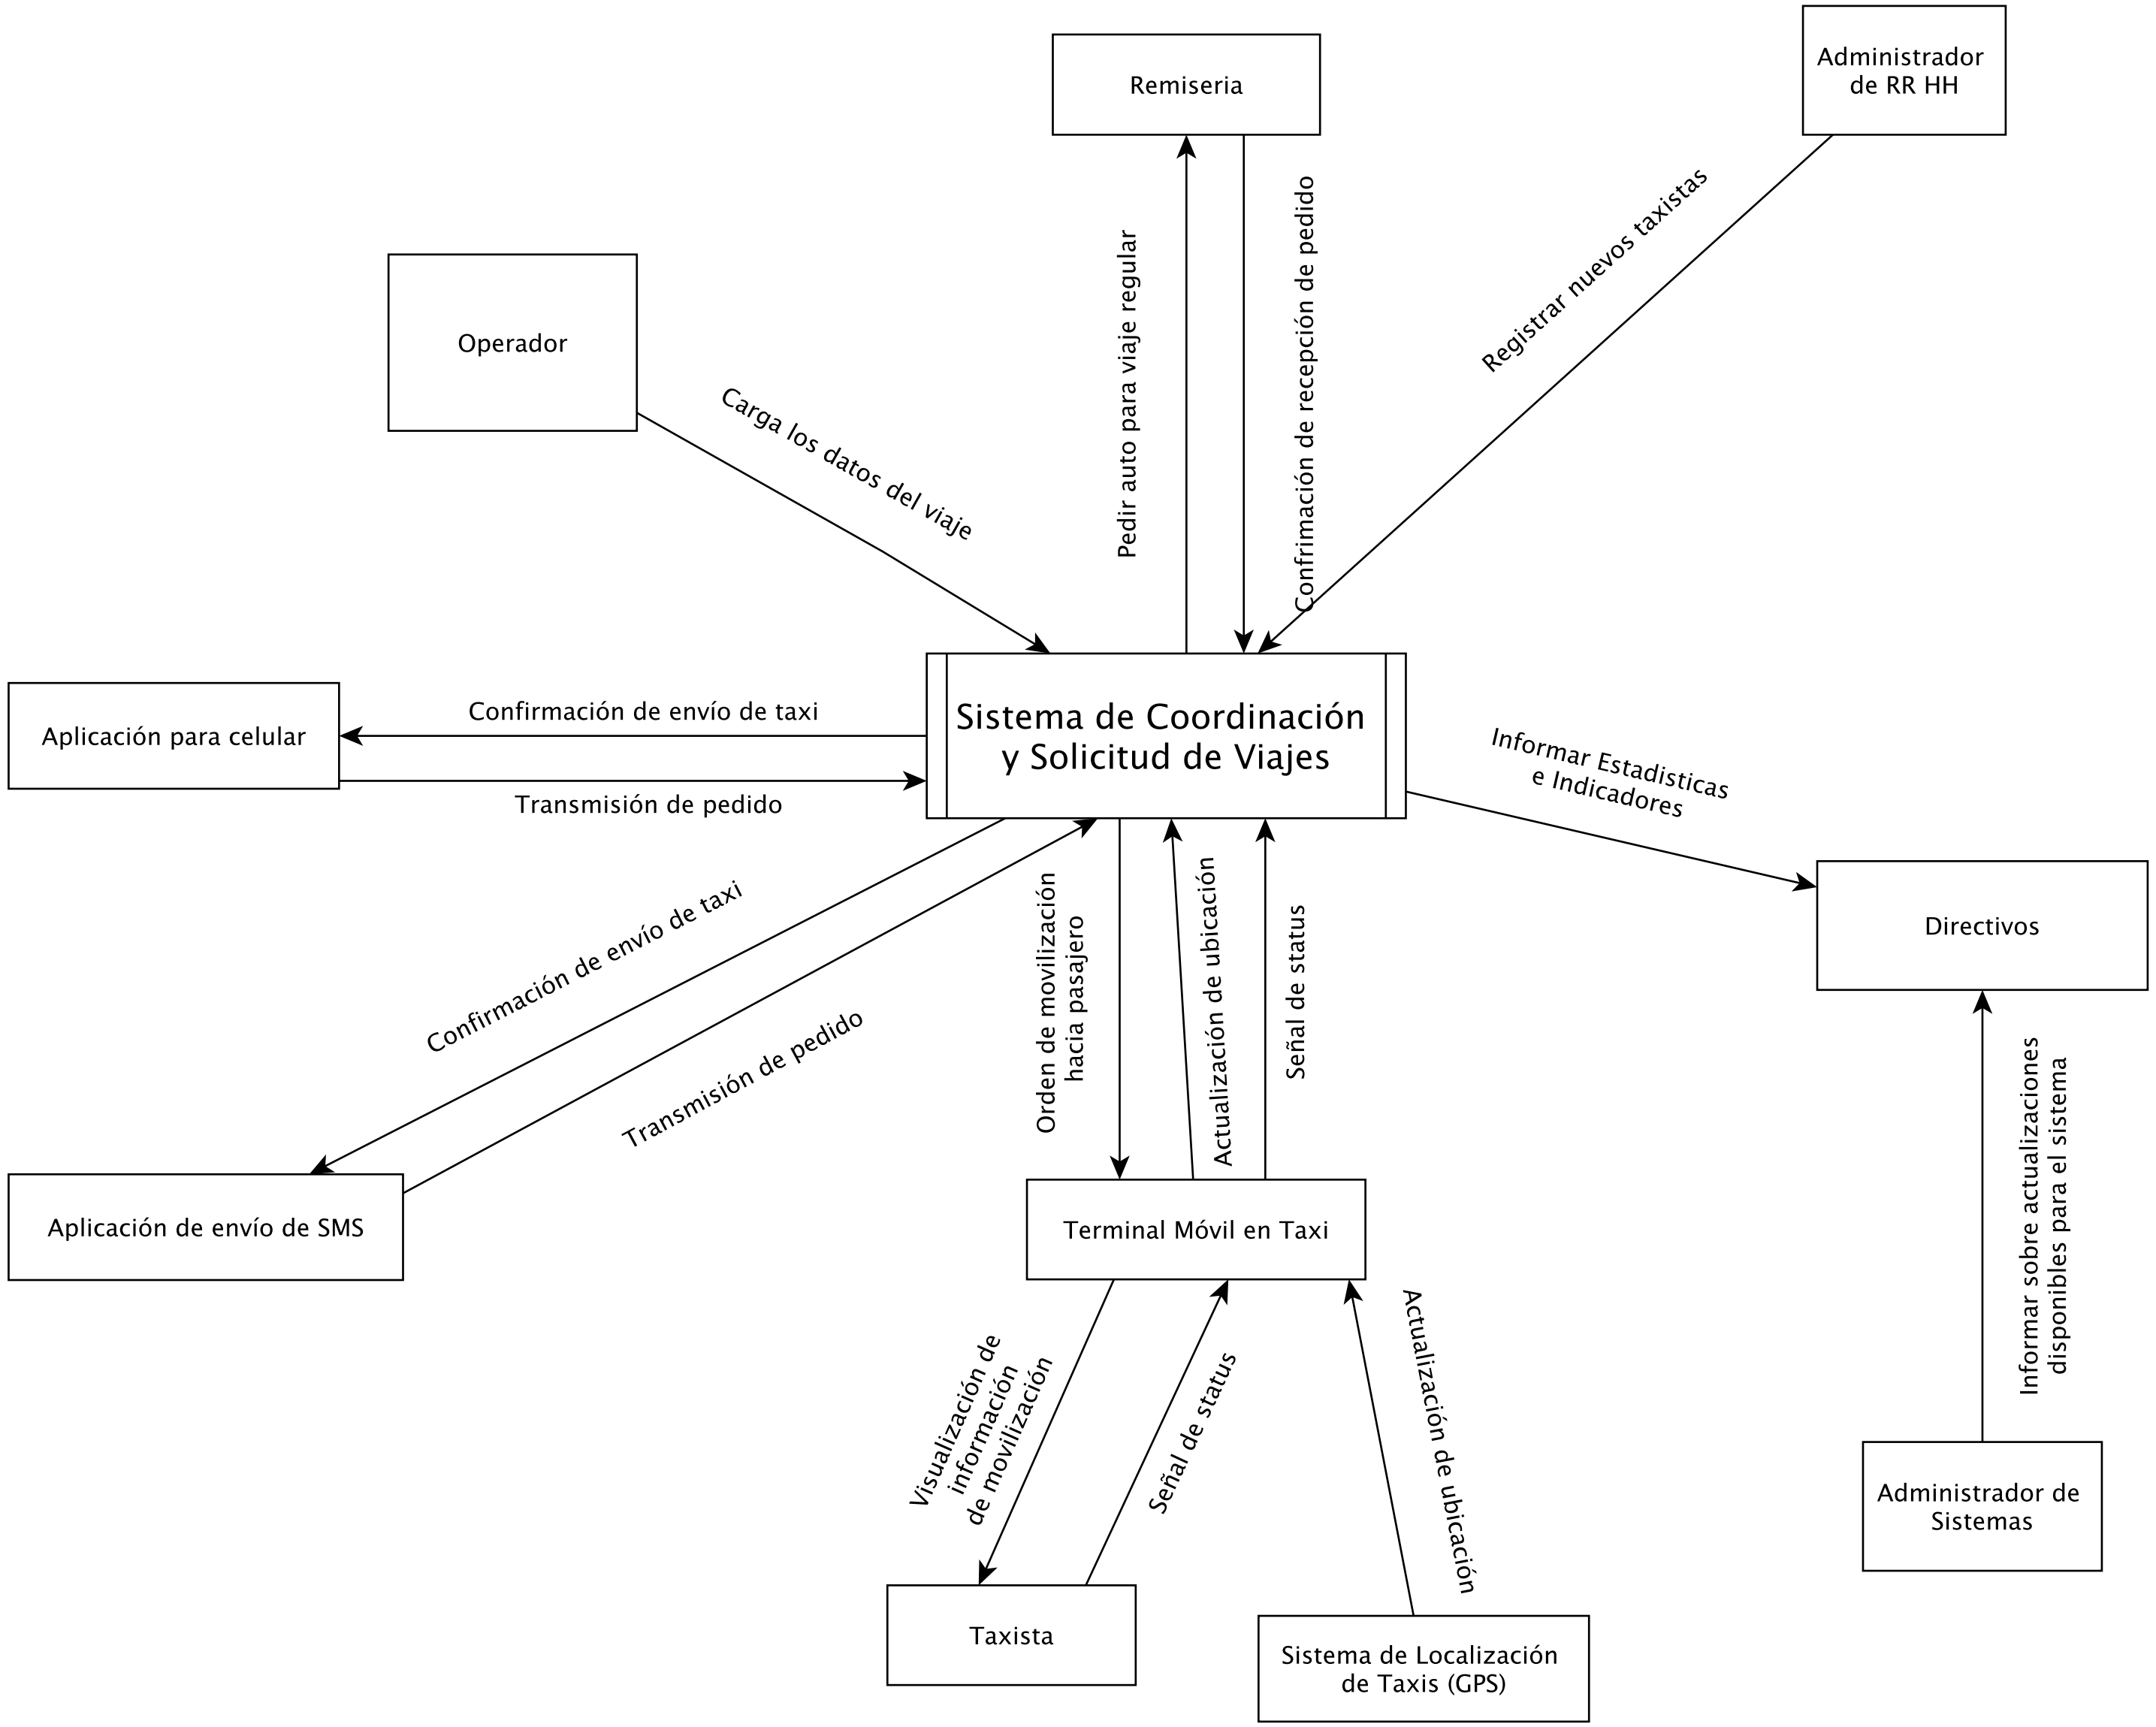 Remiseria
Administrador
de RR HH
Operador
Carga los datos del viaje
Pedir auto para viaje regular
Confrimación de recepción de pedido
Registrar nuevos taxistas
Aplicación para celular
Confirmación de envío de taxi
Transmisión de pedido
Sistema de Coordinación
y Solicitud de Viajes
Informar Estadisticas
e Indicadores
Directivos
Confirmación de envío de taxi
Transmisión de pedido
Orden de movilización
hacia pasajero
Actualización de ubicación
Señal de status
Informar sobre actualizaciones
disponibles para el sistema
Aplicación de envío de SMS
Terminal Móvil en Taxi
Visualización de
información
de movilización
Señal de status
Actualización de ubicación
Administrador de
Sistemas
Taxista
Sistema de Localización
de Taxis (GPS)